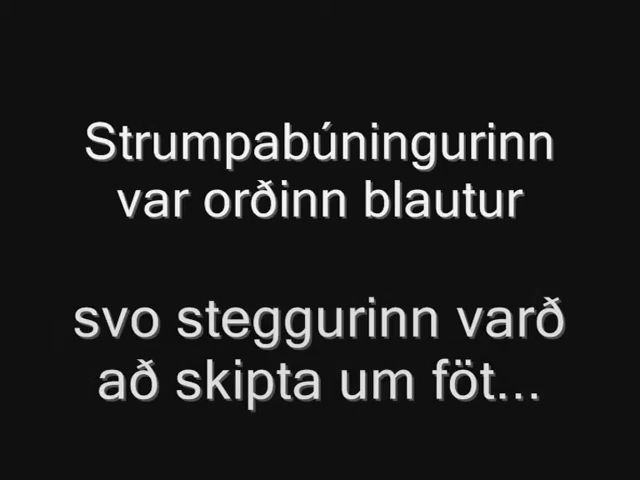 Strumpabúningurinn
var orðinn blautur
svo steggurinn varð
að skipta um föt...